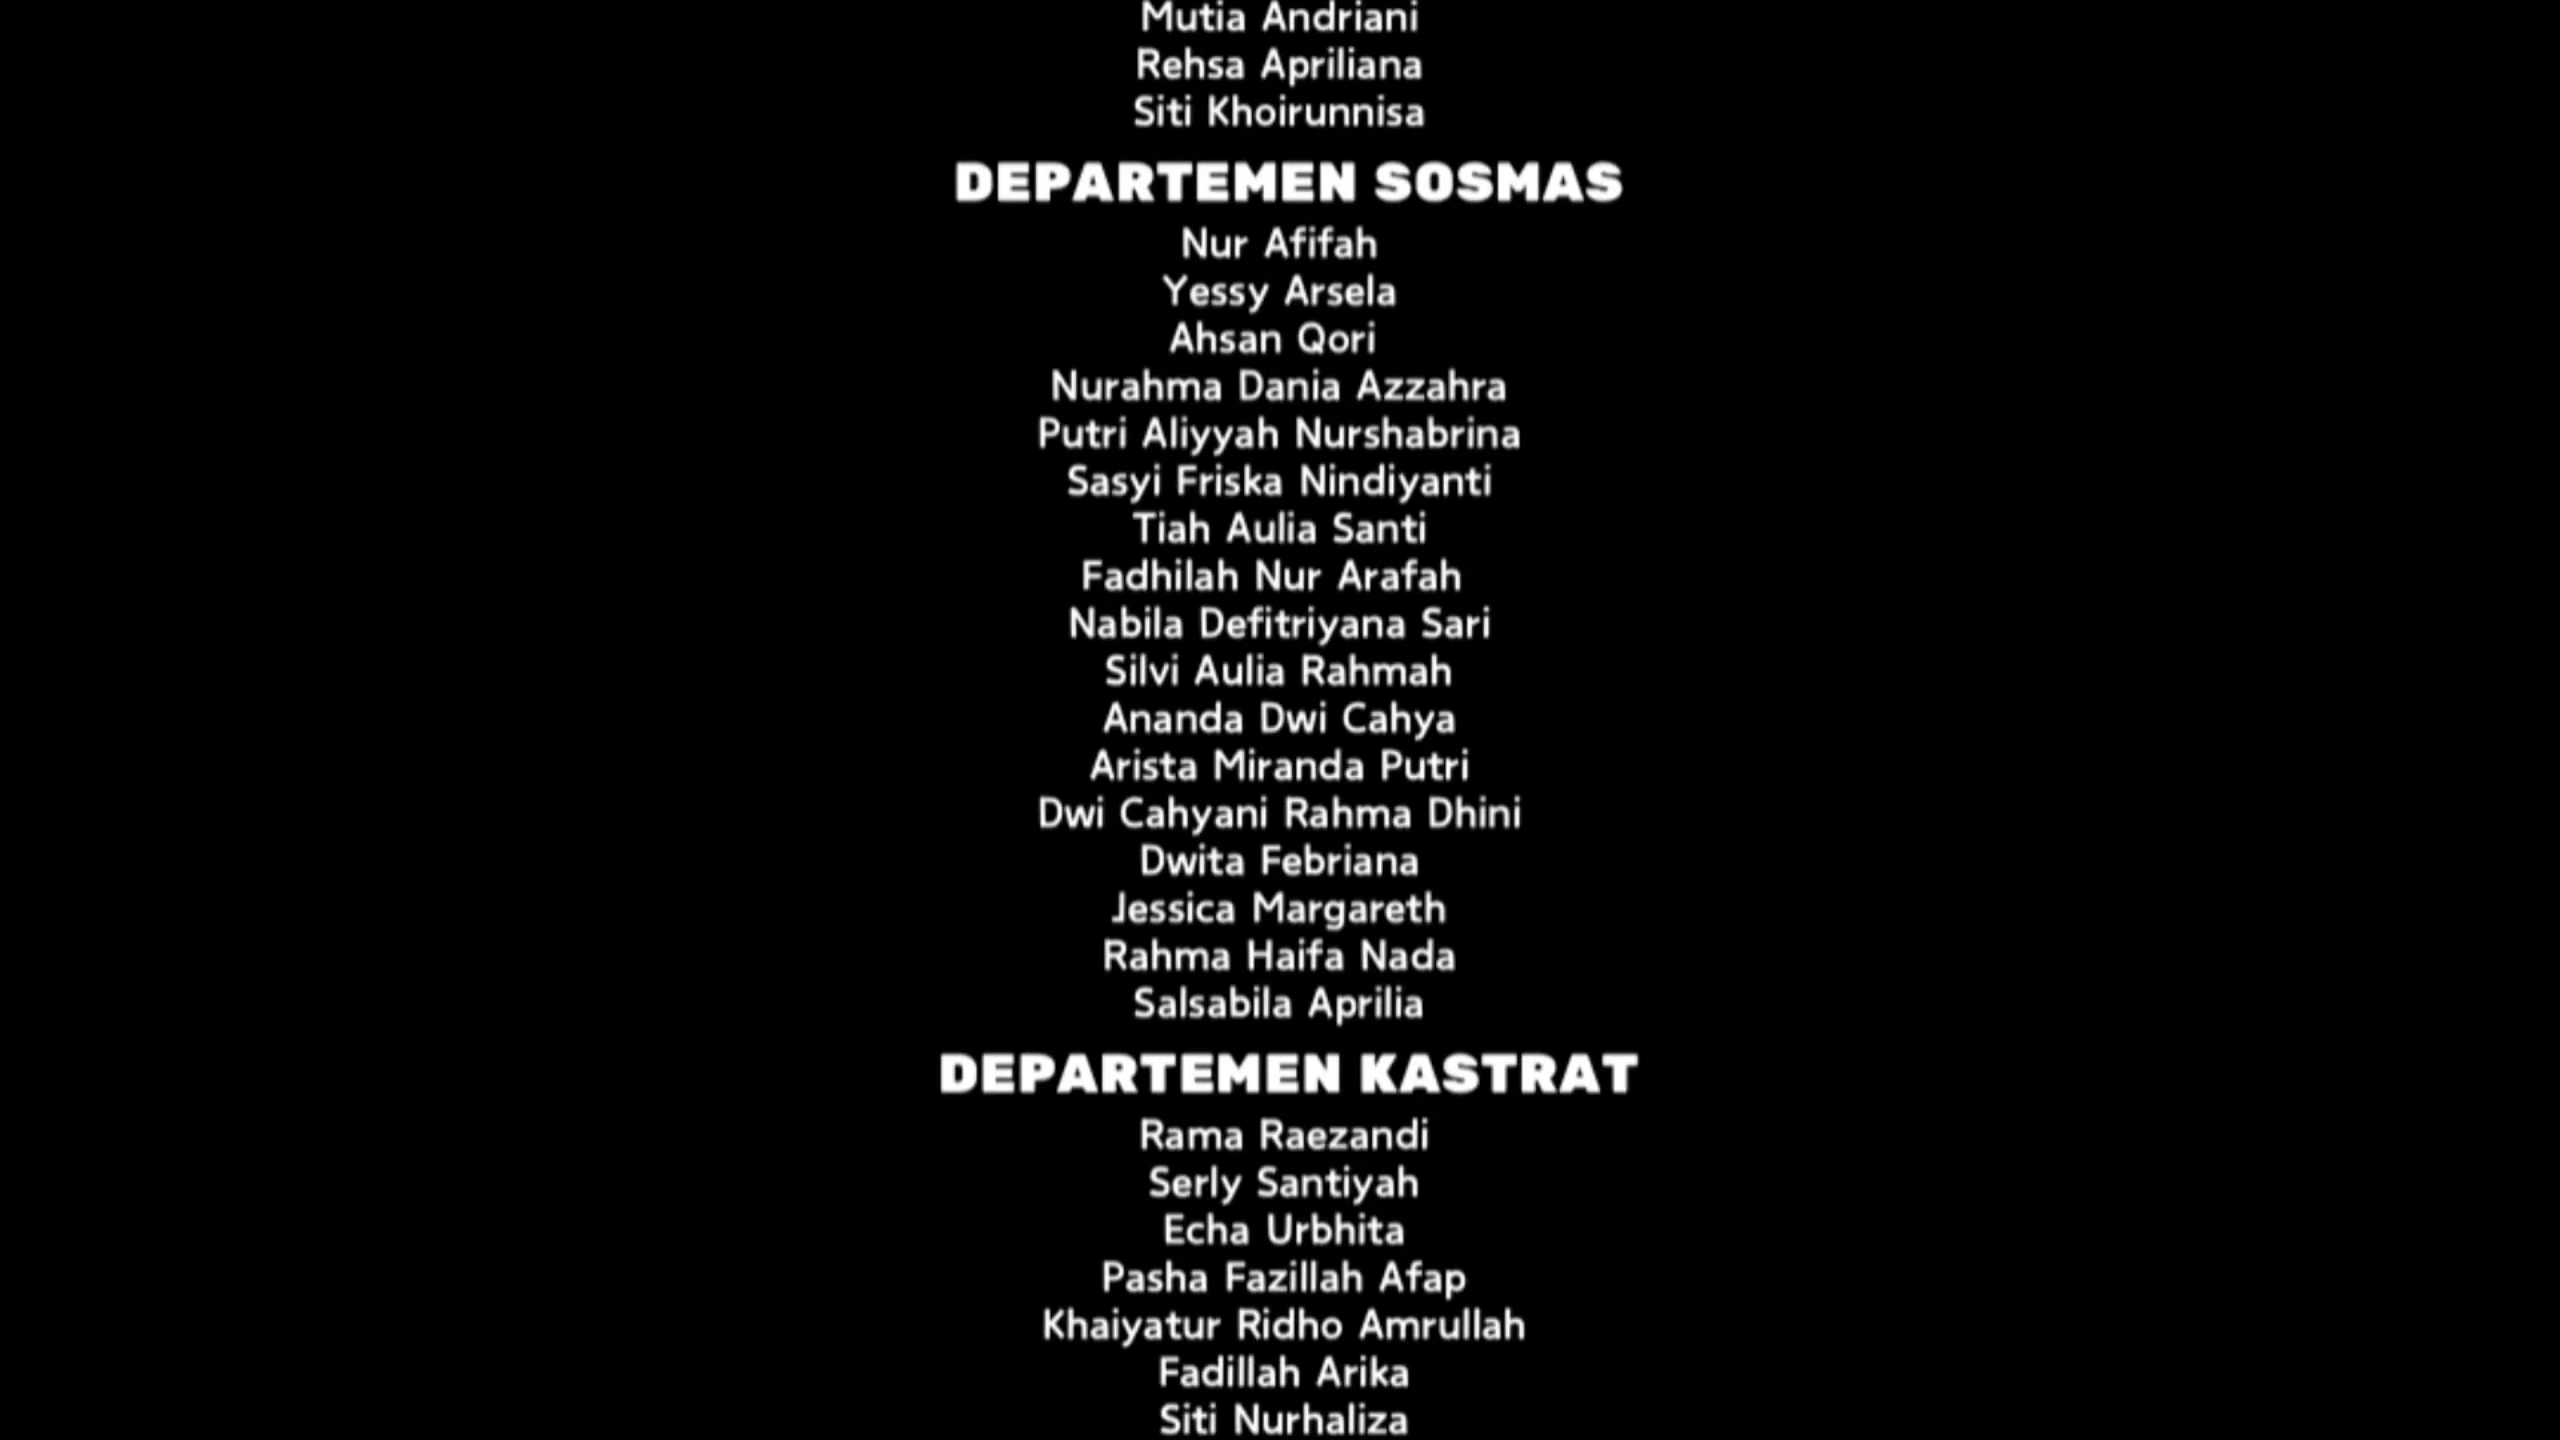 Mutia Andriani
Rehsa Apriliana
Siti Khoirunnisa
DEPARTEMEN SOSMAS
Nur Afifah
Yessy Arsela
Ahsan Qori
Nurahma Dania Azzahra
Putri Aliyyah Nurshabrina
Sasyi Friska Nindiyanti
Tiah Aulia Santi
Fadhilah Nur Arafah
Nabila Defitriyana Sari
Silvi Aulia Rahmah
Ananda Dwi Cahya
Arista Miranda Putri
Dwi Cahyani Rahma Dhini
Dwita Febriana
Jessica Margareth
Rahma Haifa Nada
Salsabila Aprilia
DEPARTEMEN KASTRAT
Rama Raezandi
Serly Santiyah
Echa Urbhita
Pasha Fazillah Afap
Khaiyatur Ridho Amrullah
Fadillah Arika
Siti Nurhaliza